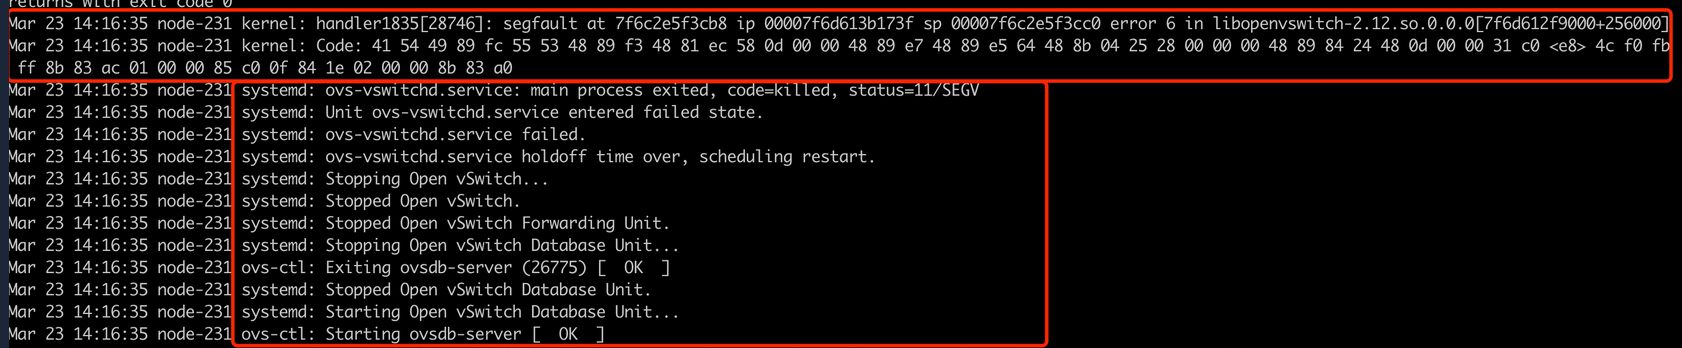 returns with exit code 0
Mar 23 14:16:35 node-231 kernel: handler1835[28746]: segfault at 7f6c2e5f3cb8 ip 00007f6d613b173f sp 00007f6c2e5f3cc0 error 6 in libopenvswitch-2.12.so.0.0.0[7f6d612f9000+256000]
Mar 23 14:16:35 node-231 kernel: Code: 41 54 49 89 fc 55 53 48 89 f3 48 81 ec 58 0d 00 00 48 89 e7 48 89 e5 64 48 8b 04 25 28 00 00 00 48 89 84 24 48 0d 00 00 31 c0 <e8> 4c f0 fb
ff 8b 83 ac 01 00 00 85 c0 0f 84 1e 02 00 00 8b 83 a0
Mar 23 14:16:35 node-231 systemd: ovs-vswitchd.service: main process exited, code=killed, status=11/SEGV
Mar 23 14:16:35 node-231 systemd: Unit ovs-vswitchd.service entered failed state.
Mar 23 14:16:35 node-231 systemd: ovs-vswitchd.service failed.
Mar 23 14:16:35 node-231 systemd: ovs-vswitchd.service holdoff time over, scheduling restart.
Mar 23 14:16:35 node-231 systemd: Stopping Open vSwitch...
Mar 23 14:16:35 node-231 systemd: Stopped Open vSwitch.
Mar 23 14:16:35 node-231 systemd: Stopped Open vSwitch Forwarding Unit.
Mar 23 14:16:35 node-231 systemd: Stopping Open vSwitch Database Unit...
Mar 23 14:16:35 node-231 ovs-ctl: Exiting ovsdb-server (26775) [  OK  ]
Mar 23 14:16:35 node-231 systemd: Stopped Open vSwitch Database Unit.
Mar 23 14:16:35 node-231 systemd: Starting Open vSwitch Database Unit...
Mar 23 14:16:35 node-231 ovs-ctl: Starting ovsdb-server [  OK  ]